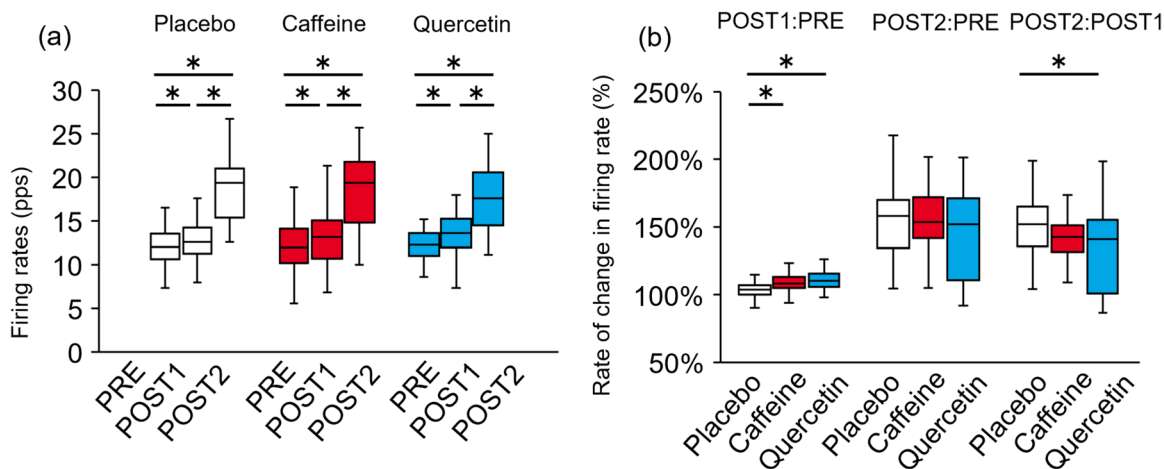 (a)
Placebo Caffeine Quercetin
* * *
* * * * * *
Firing rates (pps)
30
25
20
15
10
5
0
PRE POST1 POST2 PRE POST1 POST2 PRE POST1 POST2
(b)
POST1:PRE POST2:PRE POST2:POST1
* *
*
Rate of change in firing rate (%)
250%
200%
150%
100%
50%
Placebo Caffeine Quercetin Placebo Caffeine Quercetin Placebo Caffeine Quercetin